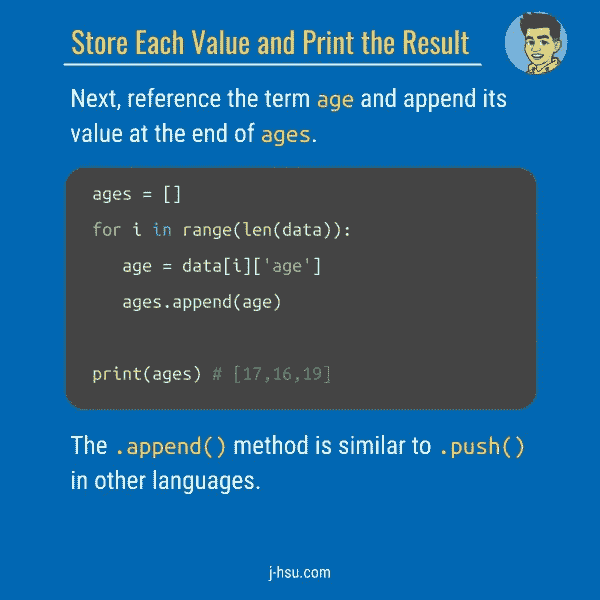 Store Each Value and Print the Result
Next, reference the term age and append its
value at the end of ages.
ages = []
for i in range(len(data)):
   age = data[i]['age']
   ages.append(age)
print(ages) # [17,16,19]
The .append() method is similar to .push()
in other languages.
j-hsu.com